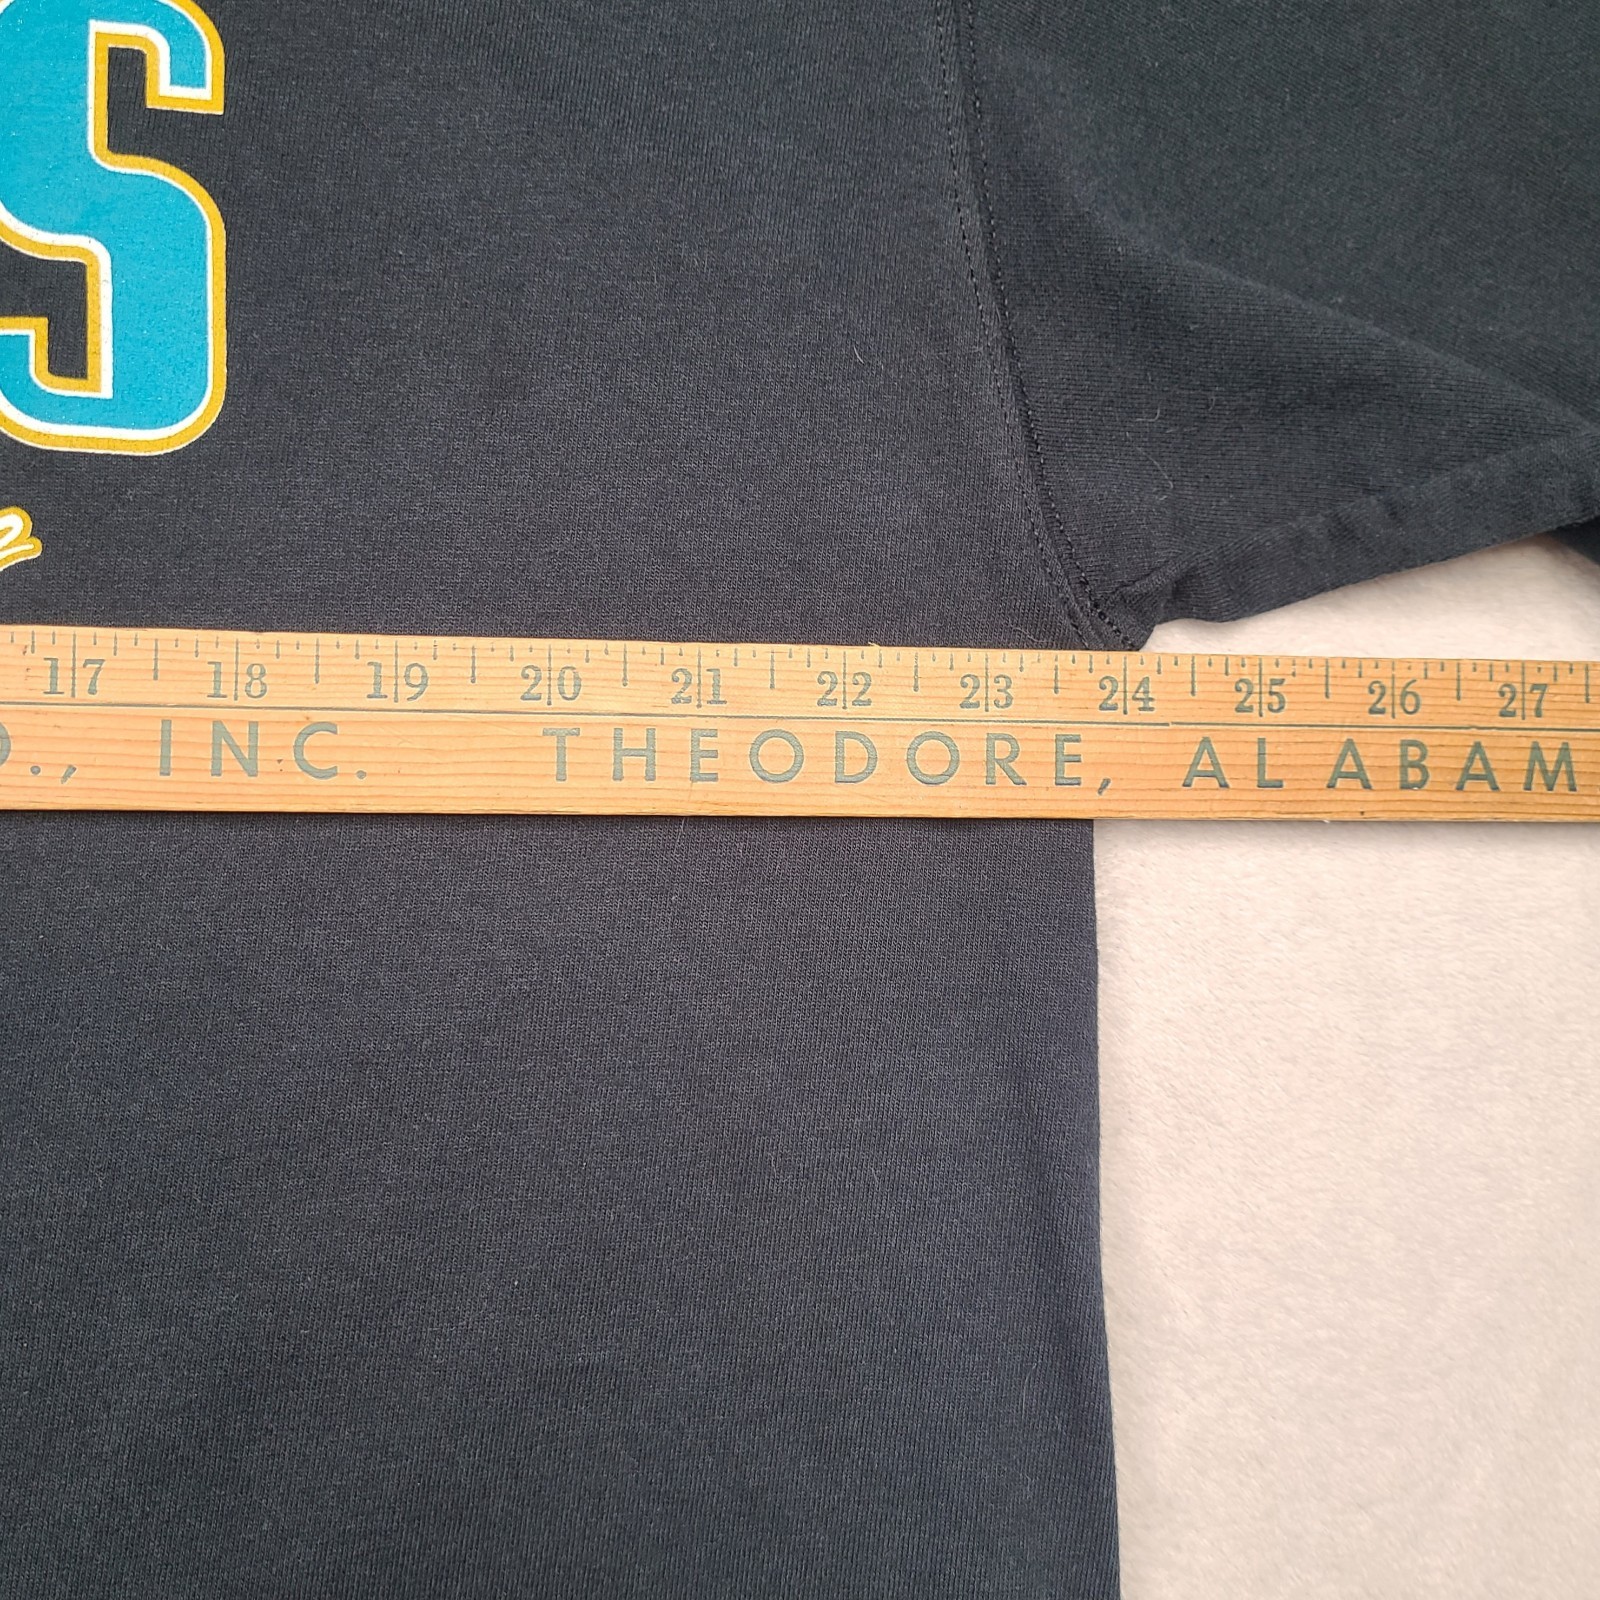 S
17 18 19 20 21 22 23 24 25 26 27
INC. THEODORE, ALABAM